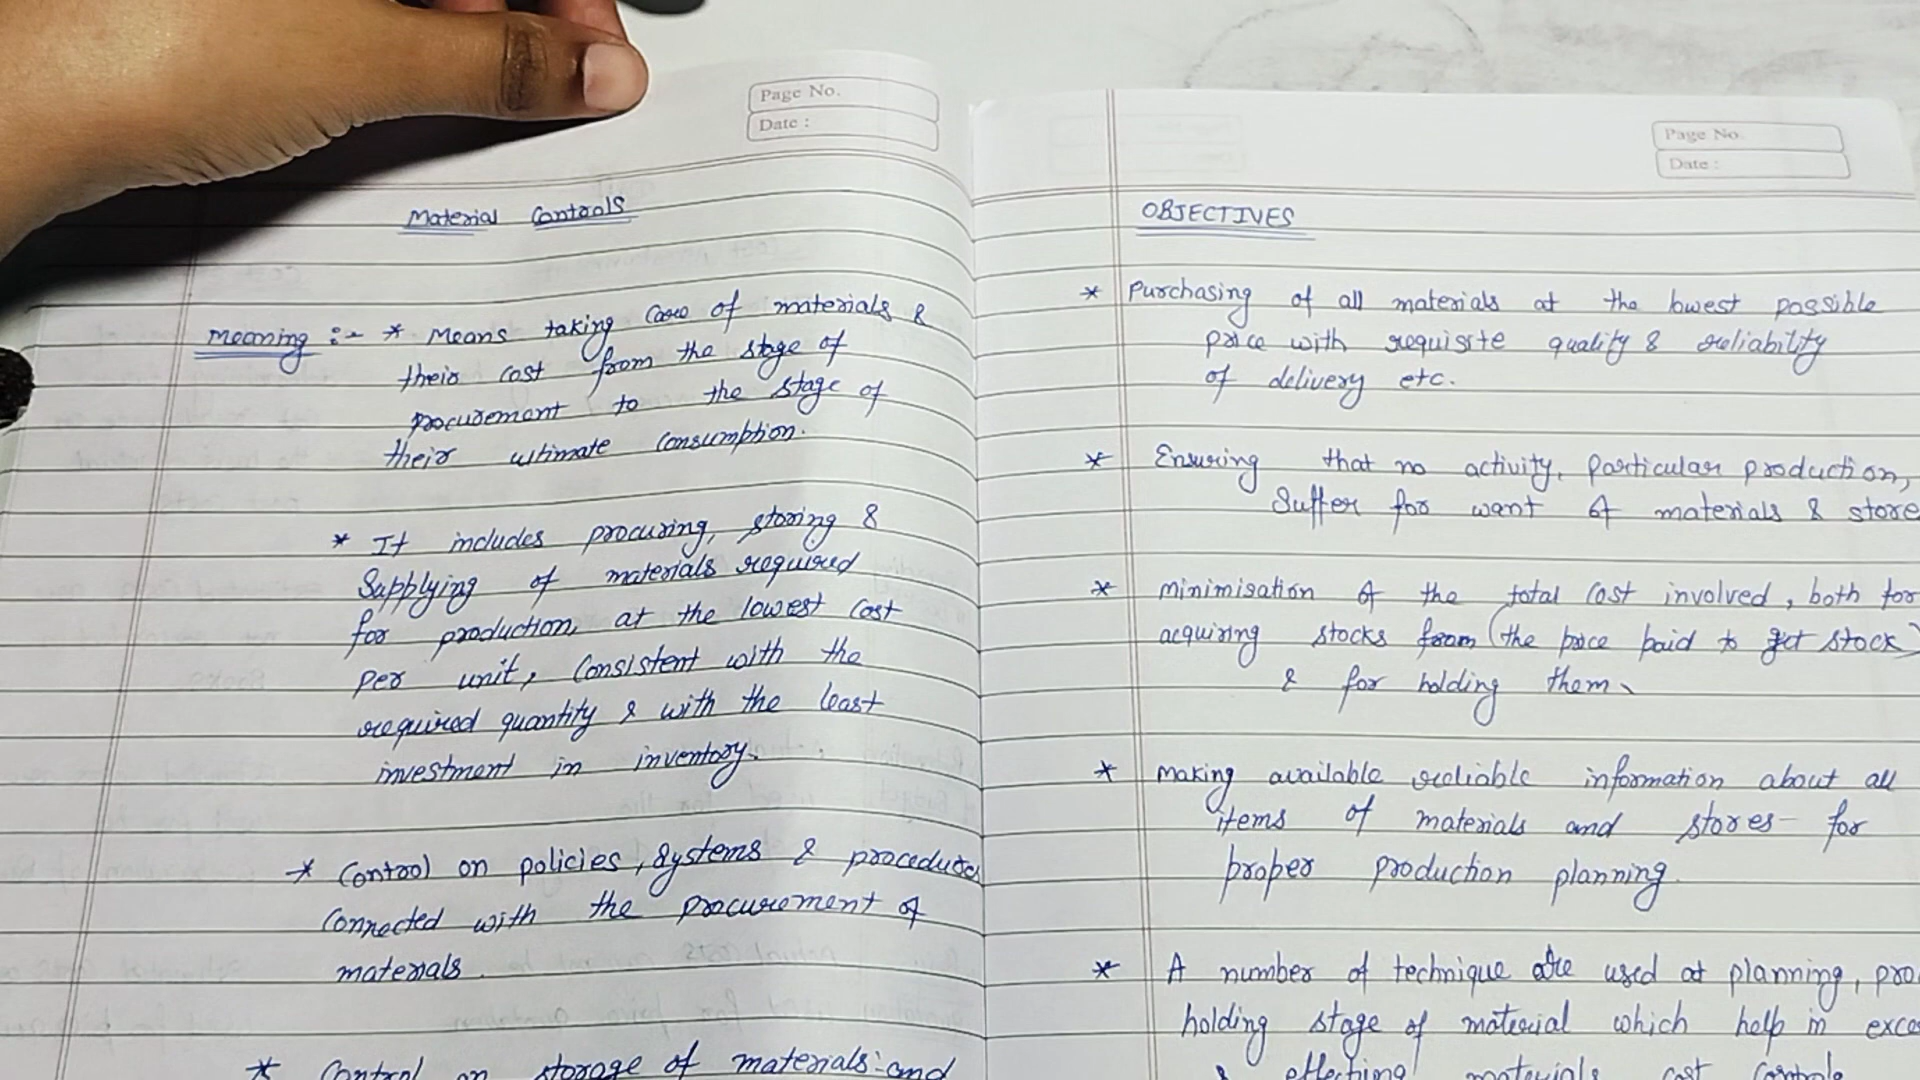 Page No.
Date :
Material Controls
Meaning :- * Means taking care of materials &
their cost from the stage of
procurement to the stage of
their ultimate consumption.
* It includes procuring, storing &
Supplying of materials required
for production, at the lowest cost
per unit, consistent with the
required quantity & with the least
investment in inventory.
* Control on policies, systems & procedures
connected with the procurement of
materials.
* Control on storage of materials: and
Page No.
Date :
OBJECTIVES
* Purchasing of all materials at the lowest possible
price with requisite quality & reliability
of delivery etc.
* Ensuring that no activity, particular production,
Suffer for want of materials & store
* minimisation of the total cost involved, both for
acquiring stocks from (the price paid to get stock)
& for holding them.
* making available reliable information about all
items of materials and stores - for
proper production planning.
* A number of technique are used at planning, pro
holding stage of material which help in exce
& effecting materials cost controls